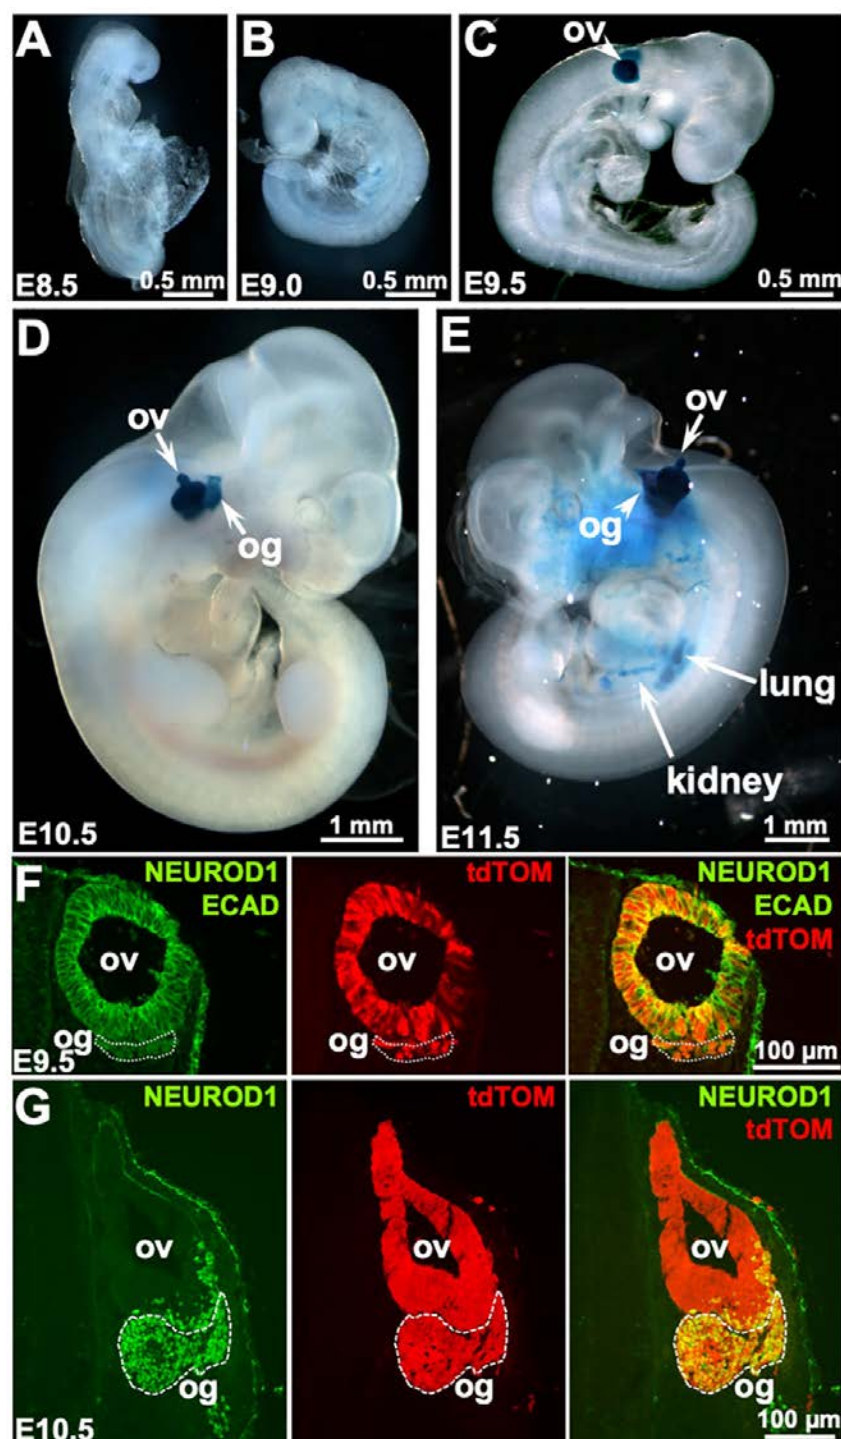 A
E8.5
0.5 mm
B
E9.0
0.5 mm
C
ov
E9.5
0.5 mm
D
ov
og
E10.5
1 mm
E
ov
og
lung
kidney
E11.5
1 mm
F
NEUROD1
ECAD
ov
og
E9.5
tdTOM
ov
og
NEUROD1
ECAD
tdTOM
ov
og
100 µm
G
NEUROD1
ov
og
E10.5
tdTOM
ov
og
NEUROD1
tdTOM
ov
og
100 µm